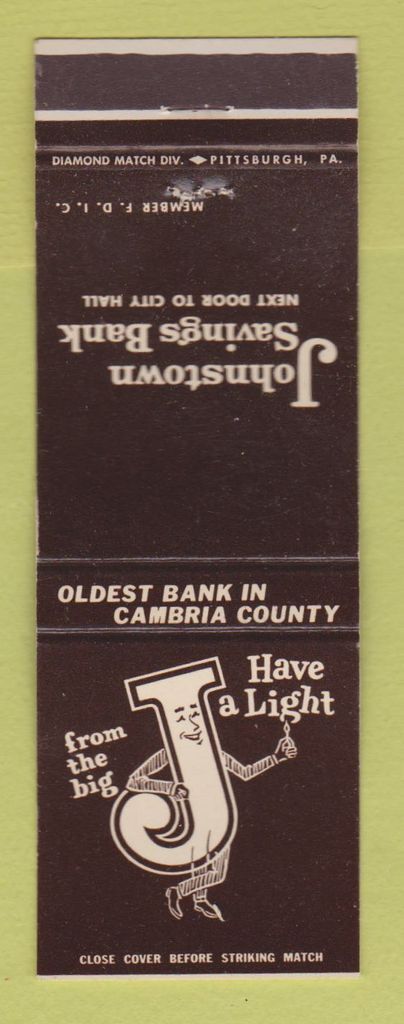 DIAMOND MATCH DIV. ◆ PITTSBURGH, PA.
MEMBER F. D. I. C.
Johnstown
Savings Bank
NEXT DOOR TO CITY HALL
OLDEST BANK IN
CAMBRIA COUNTY
Have
a Light
from
the
big
J
CLOSE COVER BEFORE STRIKING MATCH